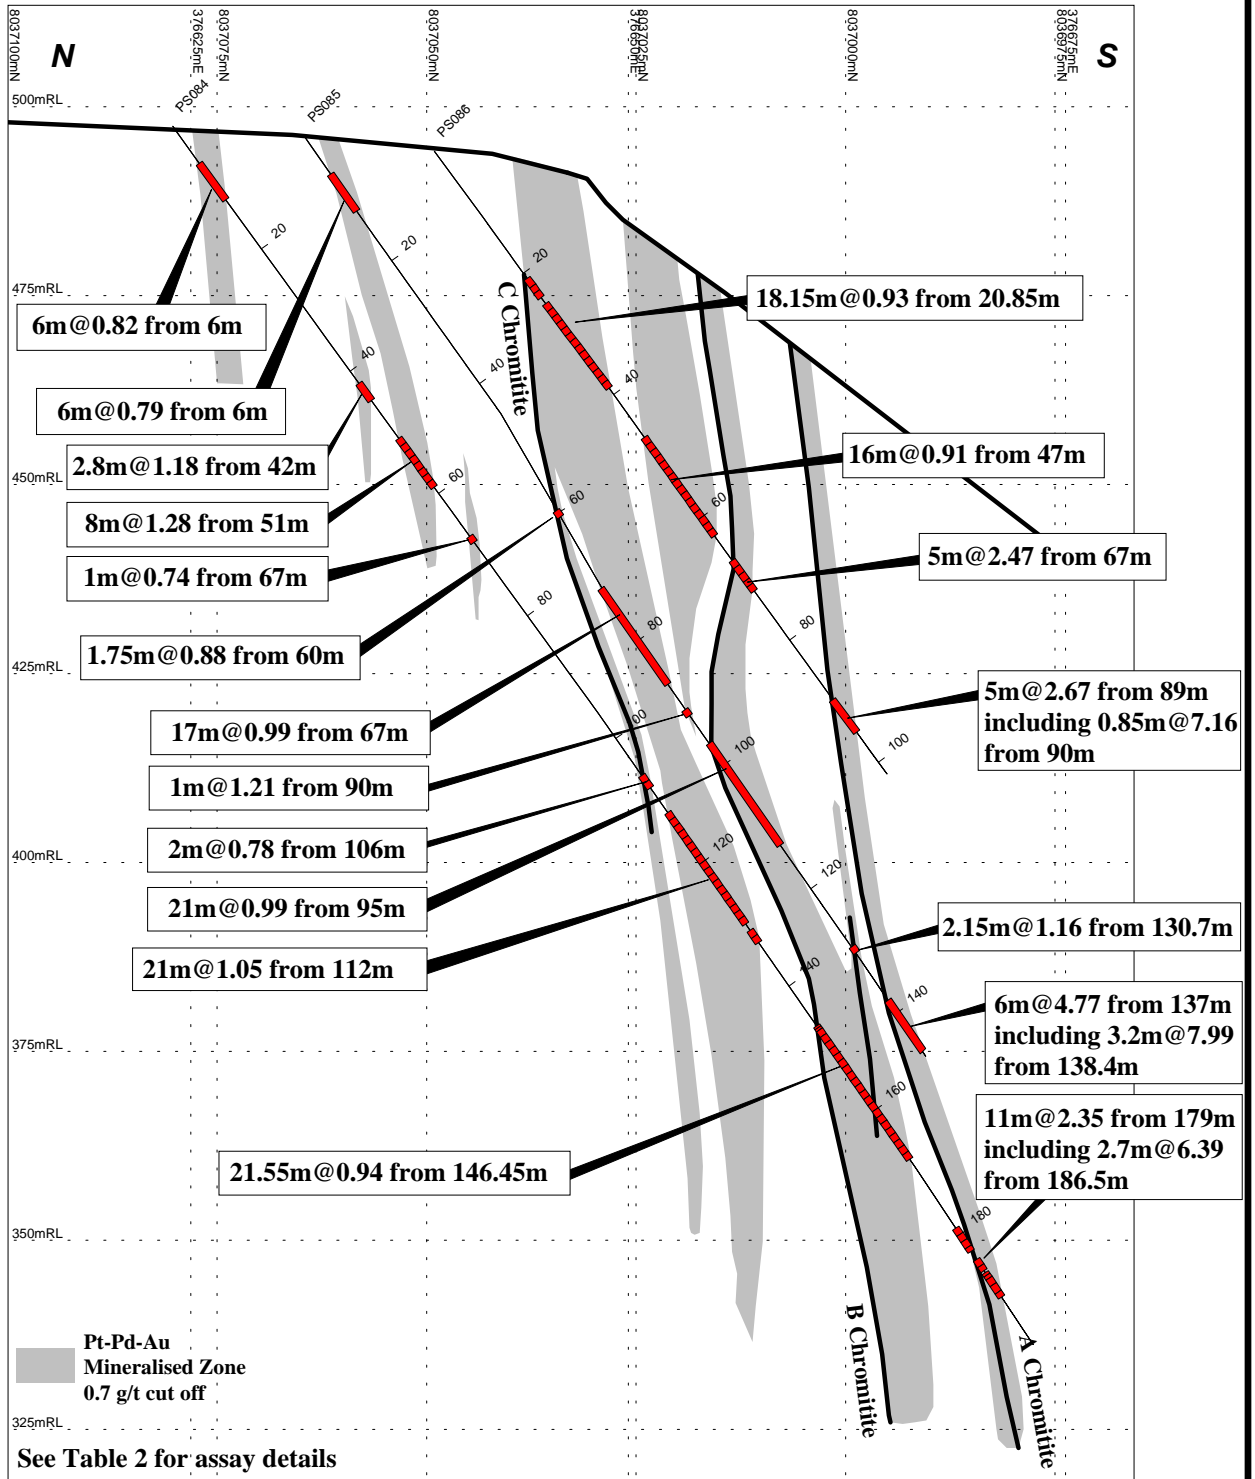 8037100mN
376625mE
8037075mN
8037050mN
8037025mN
376650mE
8037000mN
376675mE
8036975mN
N
S
PS084
PS085
PS086
500mRL
475mRL
450mRL
425mRL
400mRL
375mRL
350mRL
325mRL
20
40
60
80
00
120
140
160
180
20
40
60
80
100
120
140
20
40
60
80
100
C Chromitite
B Chromitite
A Chromitite
6m@0.82 from 6m
6m@0.79 from 6m
2.8m@1.18 from 42m
8m@1.28 from 51m
1m@0.74 from 67m
1.75m@0.88 from 60m
17m@0.99 from 67m
1m@1.21 from 90m
2m@0.78 from 106m
21m@0.99 from 95m
21m@1.05 from 112m
21.55m@0.94 from 146.45m
18.15m@0.93 from 20.85m
16m@0.91 from 47m
5m@2.47 from 67m
5m@2.67 from 89m
including 0.85m@7.16
from 90m
2.15m@1.16 from 130.7m
6m@4.77 from 137m
including 3.2m@7.99
from 138.4m
11m@2.35 from 179m
including 2.7m@6.39
from 186.5m
Pt-Pd-Au
Mineralised Zone
0.7 g/t cut off
See Table 2 for assay details